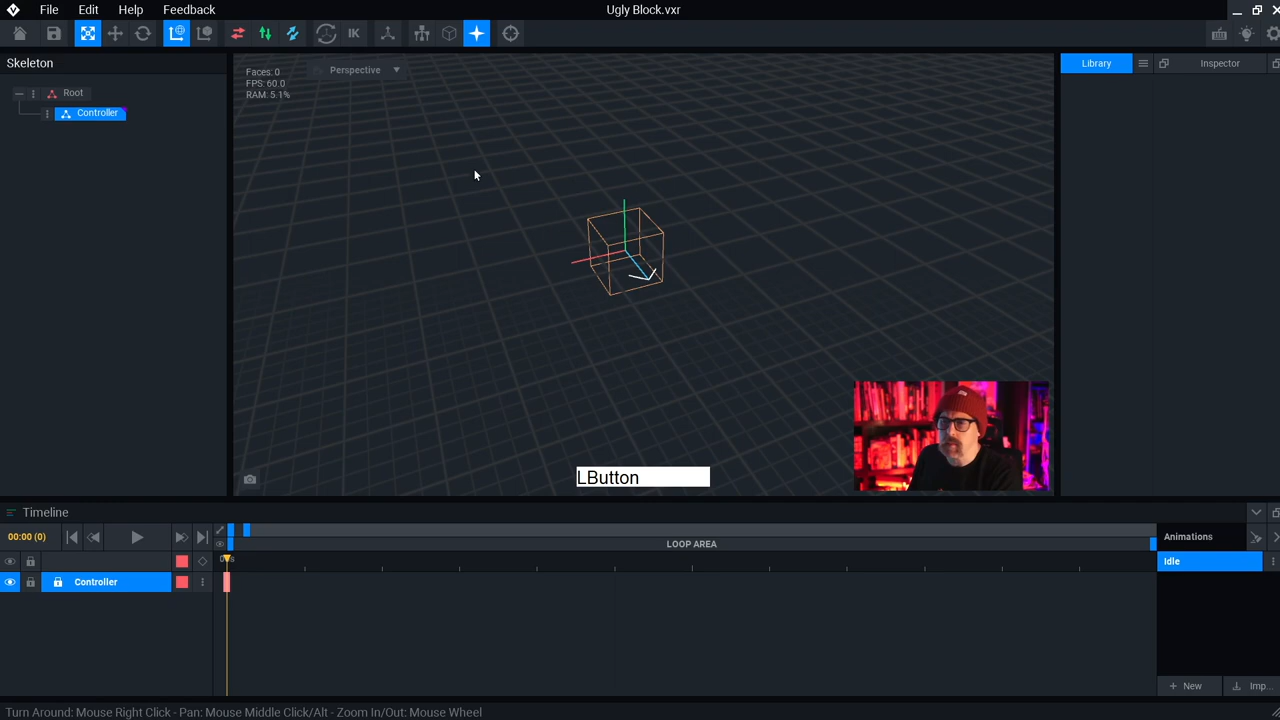 File Edit Help Feedback Ugly Block.vxr
IK
Skeleton
Root
Controller
Faces: 0
FPS: 60.0
RAM: 5.1%
Perspective
Library
Inspector
LButton
Timeline
00:00 (0)
LOOP AREA
Animations
Controller
Idle
New
Imp...
Turn Around: Mouse Right Click - Pan: Mouse Middle Click/Alt - Zoom In/Out: Mouse Wheel